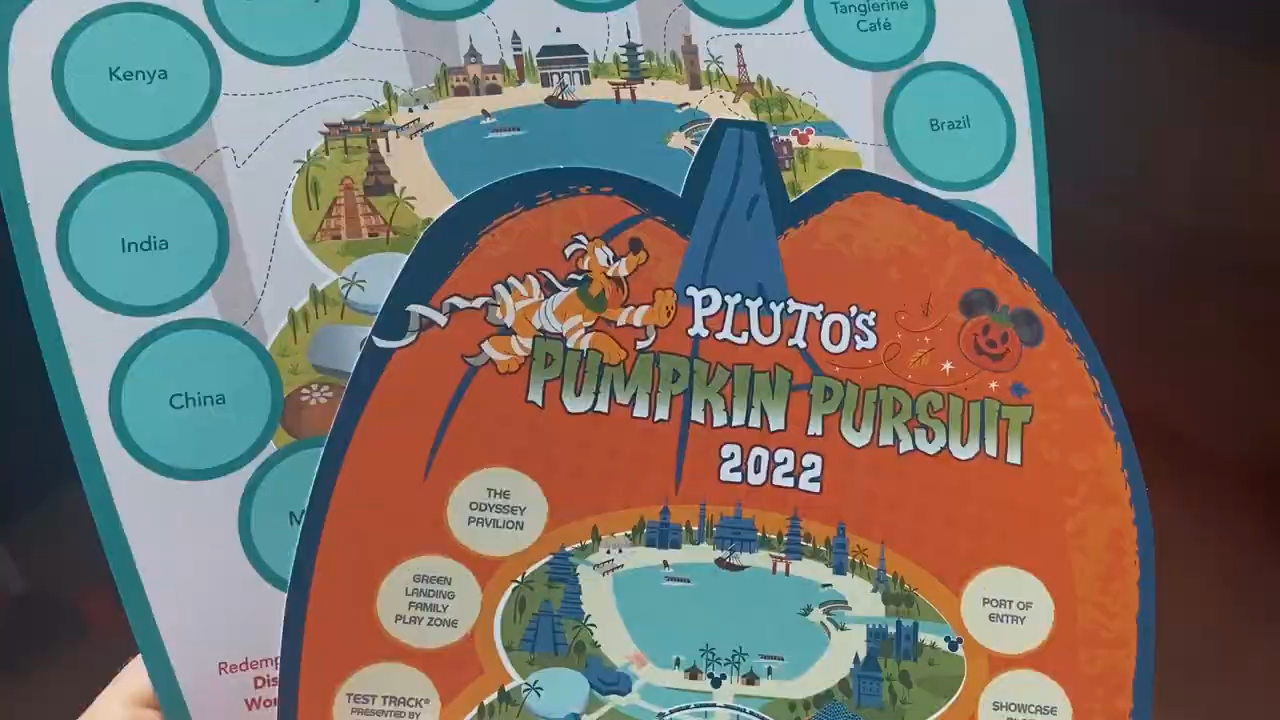 Tangierine
Café
Kenya
Brazil
India
China
PLUTO'S
PUMPKIN PURSUIT
2022
THE
ODYSSEY
PAVILION
GREEN
LANDING
FAMILY
PLAY ZONE
PORT OF
ENTRY
TEST TRACK®
PRESENTED BY
SHOWCASE
Redemp
Dis
Wor
M